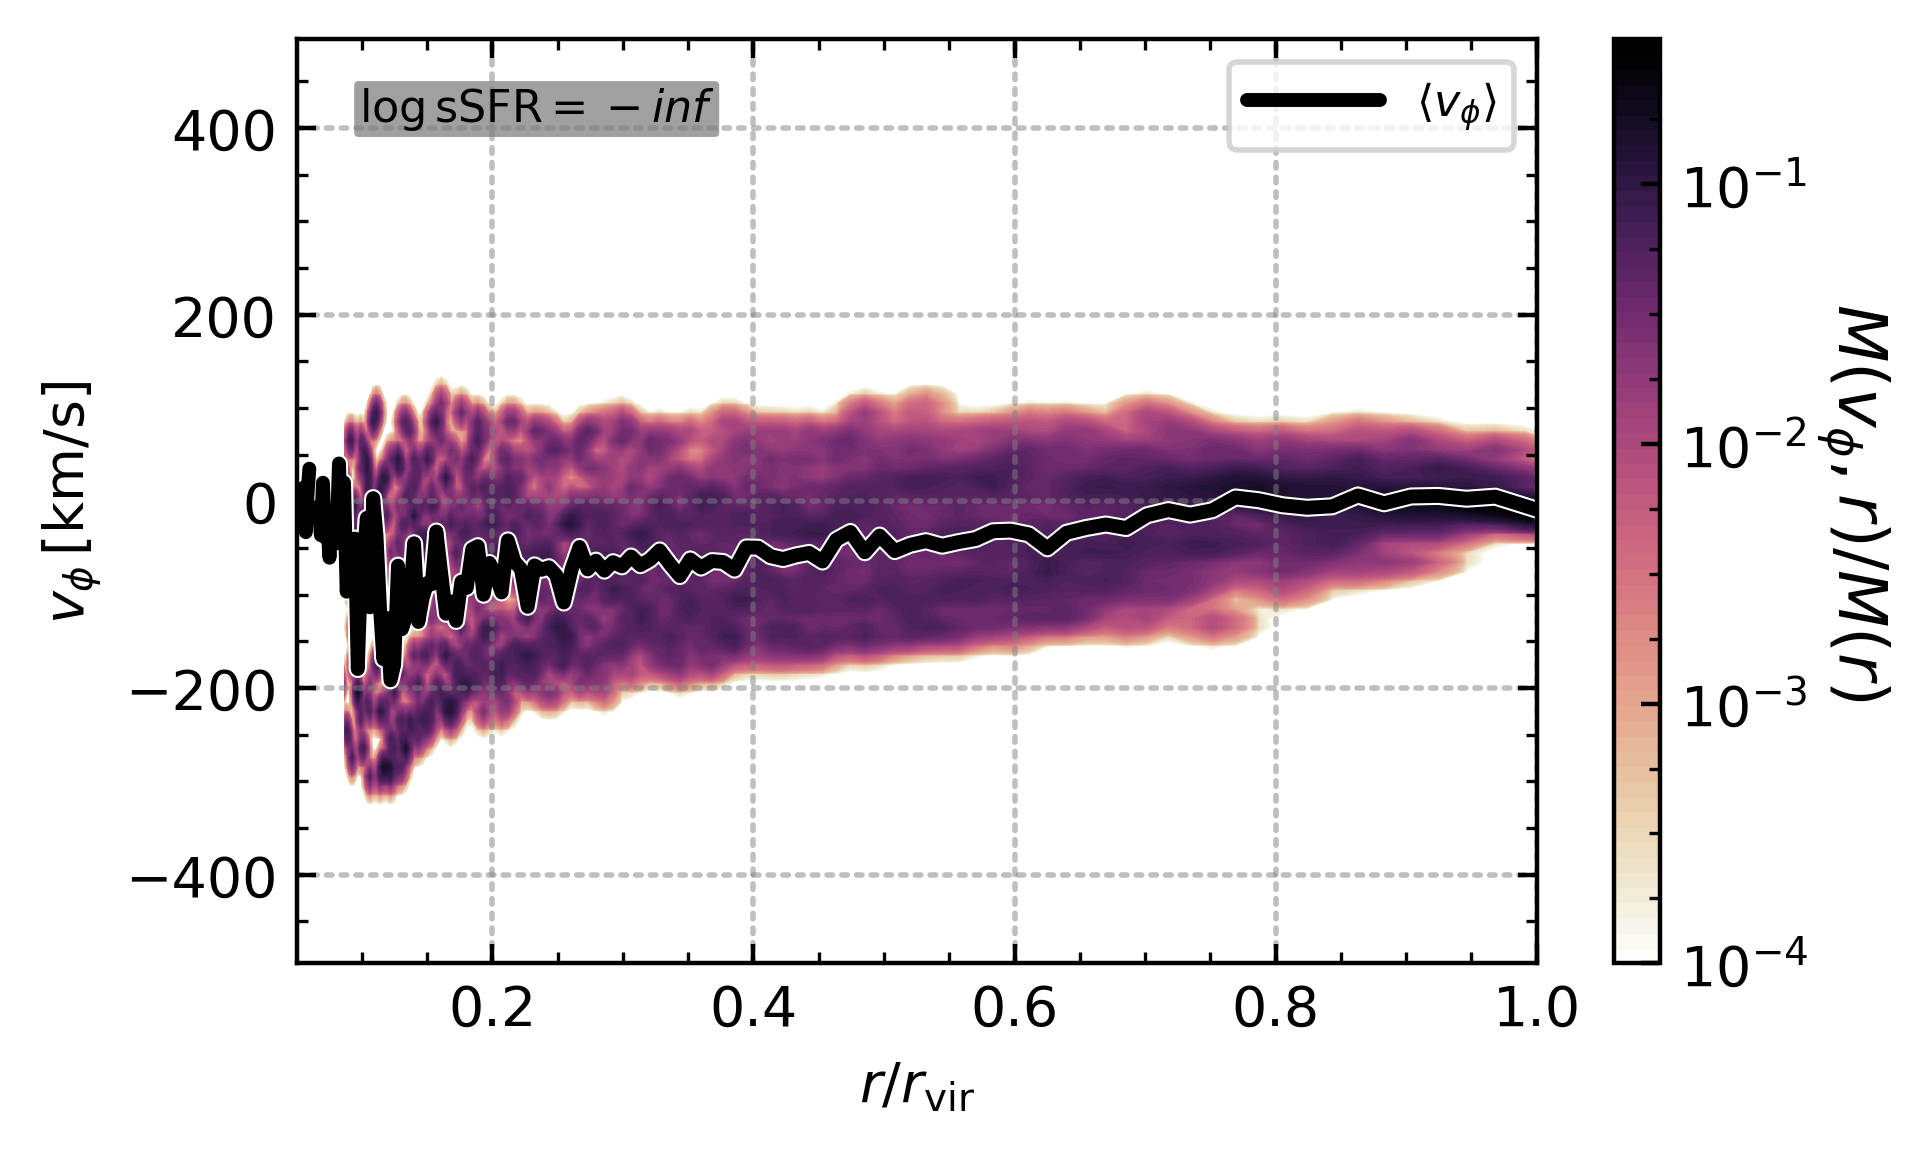 log sSFR = −inf
⟨v_ϕ⟩
400
200
0
−200
−400
v_ϕ [km/s]
0.2 0.4 0.6 0.8 1.0
r/r_vir
10⁻¹
10⁻²
10⁻³
10⁻⁴
M(v_ϕ, r)/M(r)